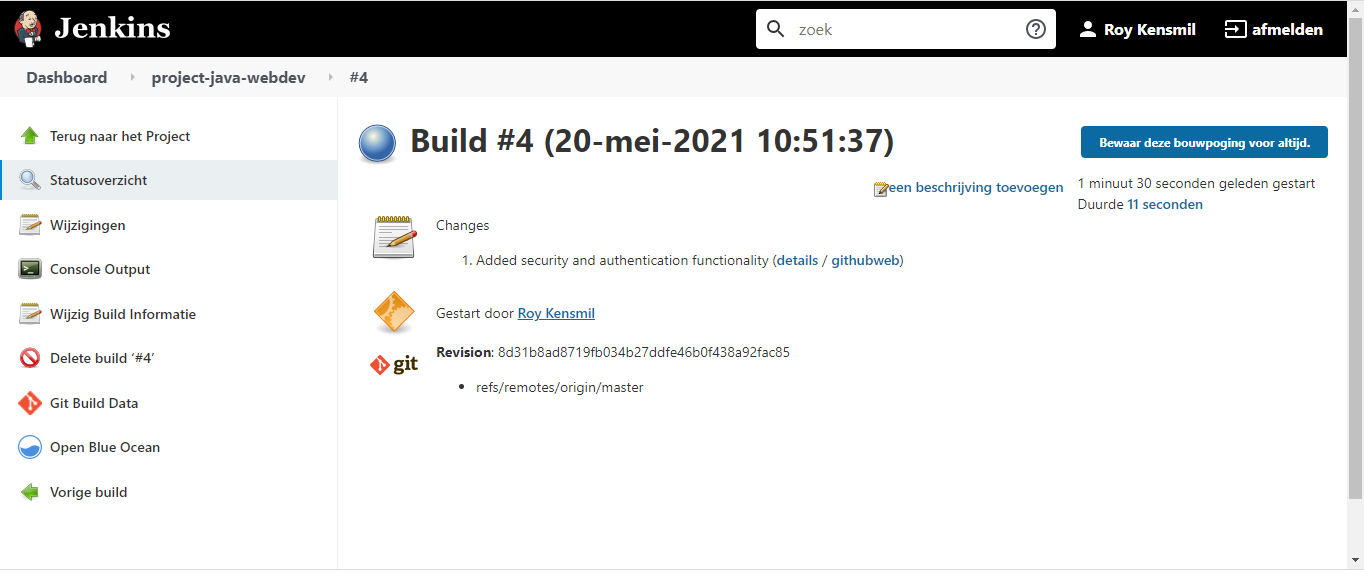 Jenkins
zoek
Roy Kensmil
afmelden
Dashboard
project-java-webdev
#4
Terug naar het Project
Statusoverzicht
Wijzigingen
Console Output
Wijzig Build Informatie
Delete build ‘#4’
Git Build Data
Open Blue Ocean
Vorige build
Build #4 (20-mei-2021 10:51:37)
Bewaar deze bouwpoging voor altijd.
een beschrijving toevoegen
1 minuut 30 seconden geleden gestart
Duurde 11 seconden
Changes
1. Added security and authentication functionality (details / githubweb)
Gestart door Roy Kensmil
git
Revision: 8d31b8ad8719fb034b27ddfe46b0f438a92fac85
refs/remotes/origin/master